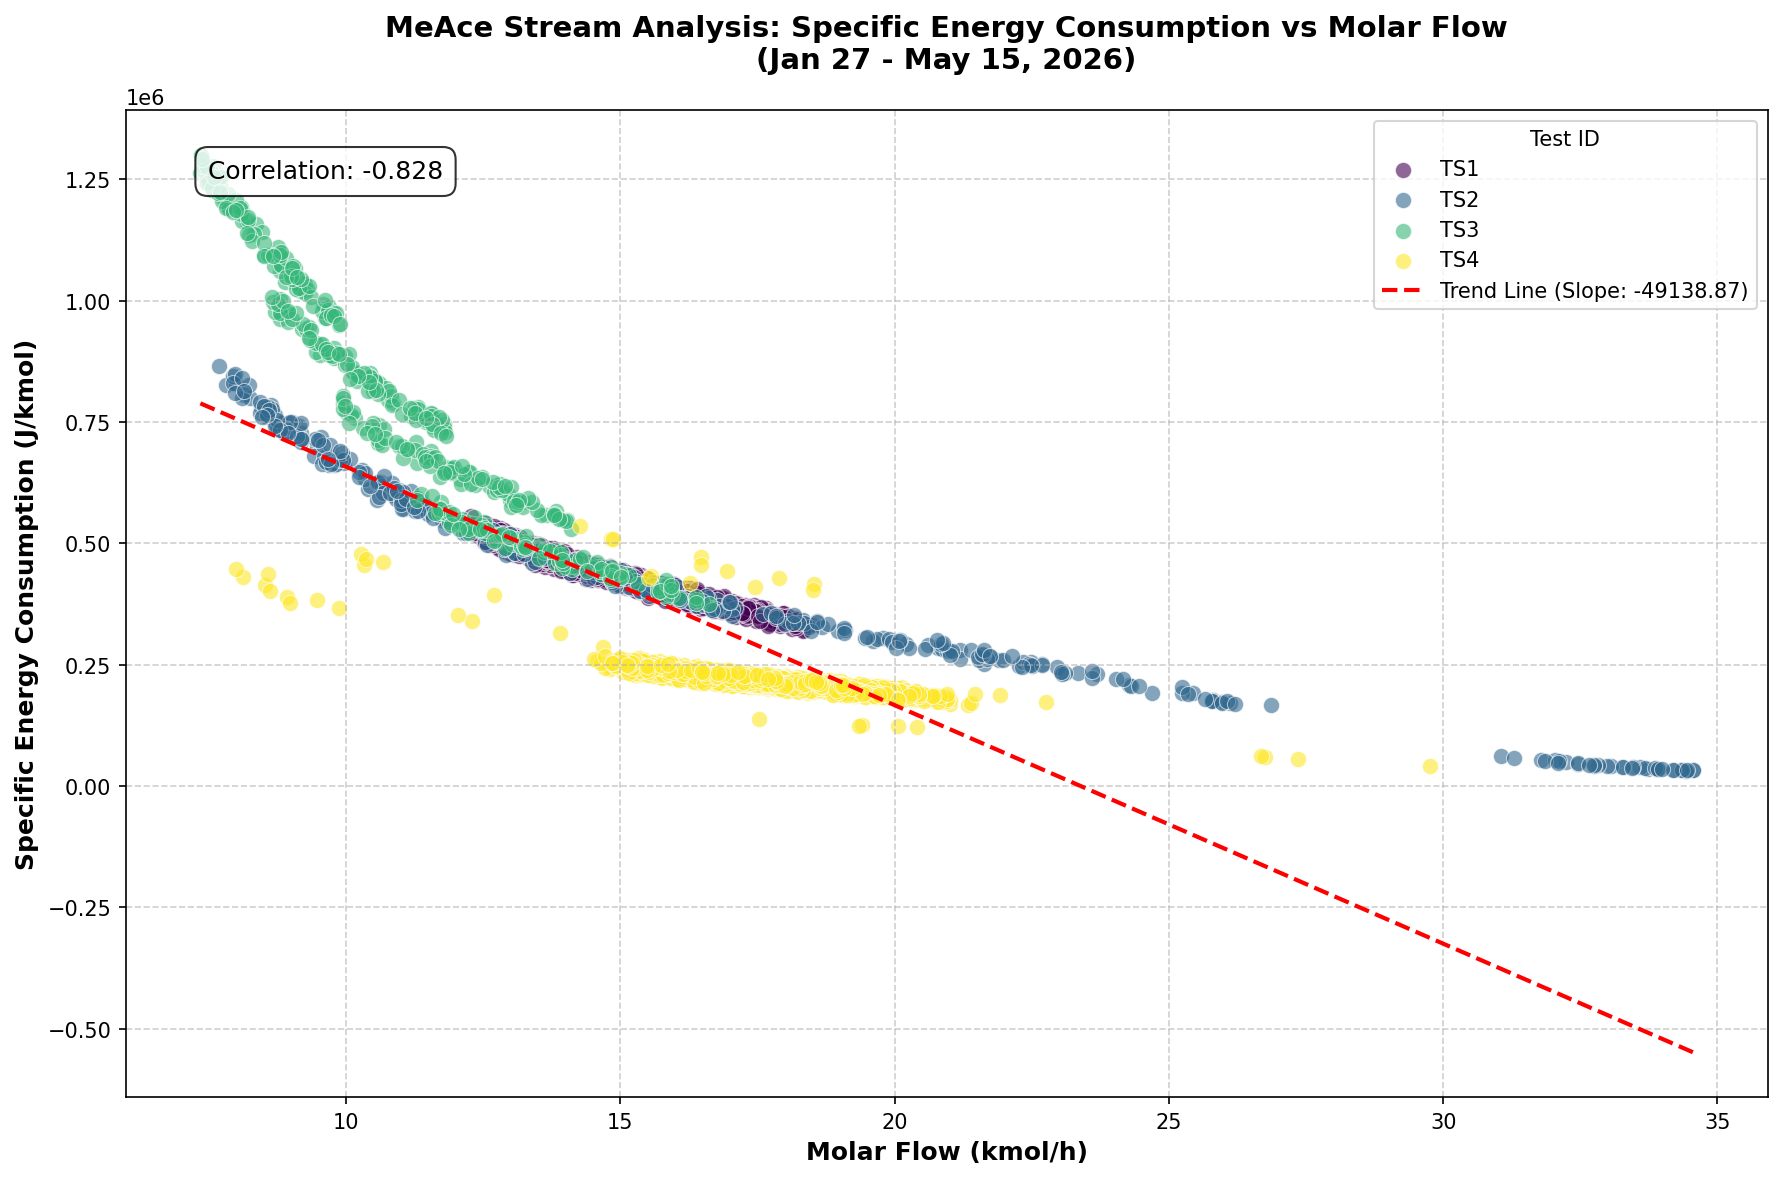 MeAce Stream Analysis: Specific Energy Consumption vs Molar Flow
(Jan 27 - May 15, 2026)
1e6
Correlation: -0.828
Test ID
TS1
TS2
TS3
TS4
Trend Line (Slope: -49138.87)
Specific Energy Consumption (J/kmol)
1.25
1.00
0.75
0.50
0.25
0.00
−0.25
−0.50
10
15
20
25
30
35
Molar Flow (kmol/h)